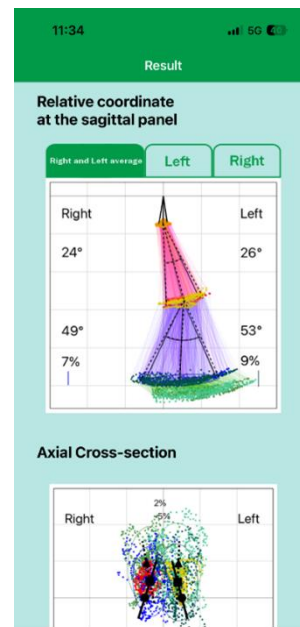 11:34
5G
Result
Relative coordinate
at the sagittal panel
Right and Left average
Left
Right
Right
Left
24°
26°
49°
53°
7%
9%
Axial Cross-section
2%
Right
-5%
Left